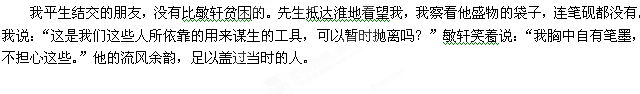 我平生结交的朋友，没有比敏轩贫困的。先生抵达淮地看望我，我察看他盛物的袋子，连笔砚都没有.
我说：“这是我们这些人所依靠的用来谋生的工具，可以暂时抛离吗？”敏轩笑着说：“我胸中自有笔墨，
不担心这些。”他的流风余韵，足以盖过当时的人。